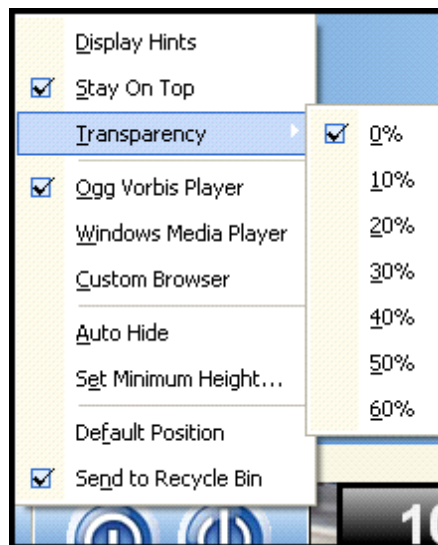 Display Hints
Stay On Top
Transparency
Ogg Vorbis Player
Windows Media Player
Custom Browser
Auto Hide
Set Minimum Height...
Default Position
Send to Recycle Bin
0%
10%
20%
30%
40%
50%
60%
10